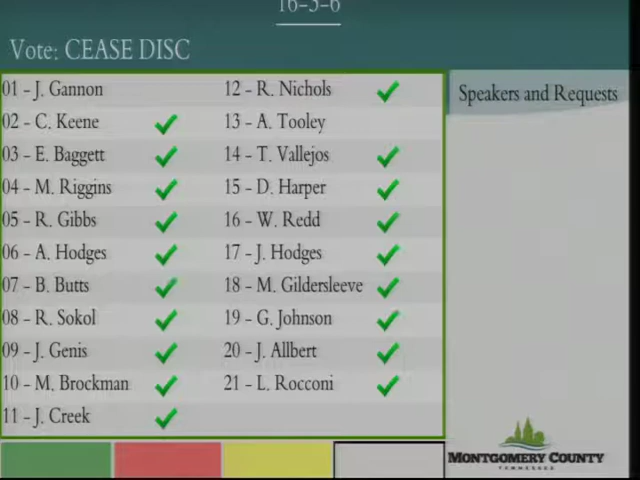 16-5-6
Vote: CEASE DISC
01 – J. Gannon
02 – C. Keene
03 – E. Baggett
04 – M. Riggins
05 – R. Gibbs
06 – A. Hodges
07 – B. Butts
08 – R. Sokol
09 – J. Genis
10 – M. Brockman
11 – J. Creek
12 – R. Nichols
13 – A. Tooley
14 – T. Vallejos
15 – D. Harper
16 – W. Redd
17 – J. Hodges
18 – M. Gildersleeve
19 – G. Johnson
20 – J. Allbert
21 – L. Rocconi
Speakers and Requests
MONTGOMERY COUNTY
TENNESSEE